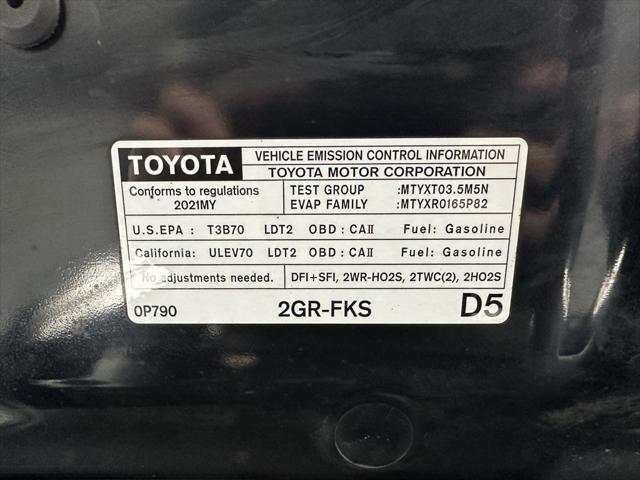 TOYOTA
VEHICLE EMISSION CONTROL INFORMATION
TOYOTA MOTOR CORPORATION
Conforms to regulations
2021MY
TEST GROUP :MTYXT03.5M5N
EVAP FAMILY :MTYXR0165P82
U.S.EPA : T3B70 LDT2 OBD : CAII Fuel: Gasoline
California: ULEV70 LDT2 OBD : CAII Fuel: Gasoline
No adjustments needed. DFI+SFI, 2WR-HO2S, 2TWC(2), 2HO2S
0P790 2GR-FKS D5